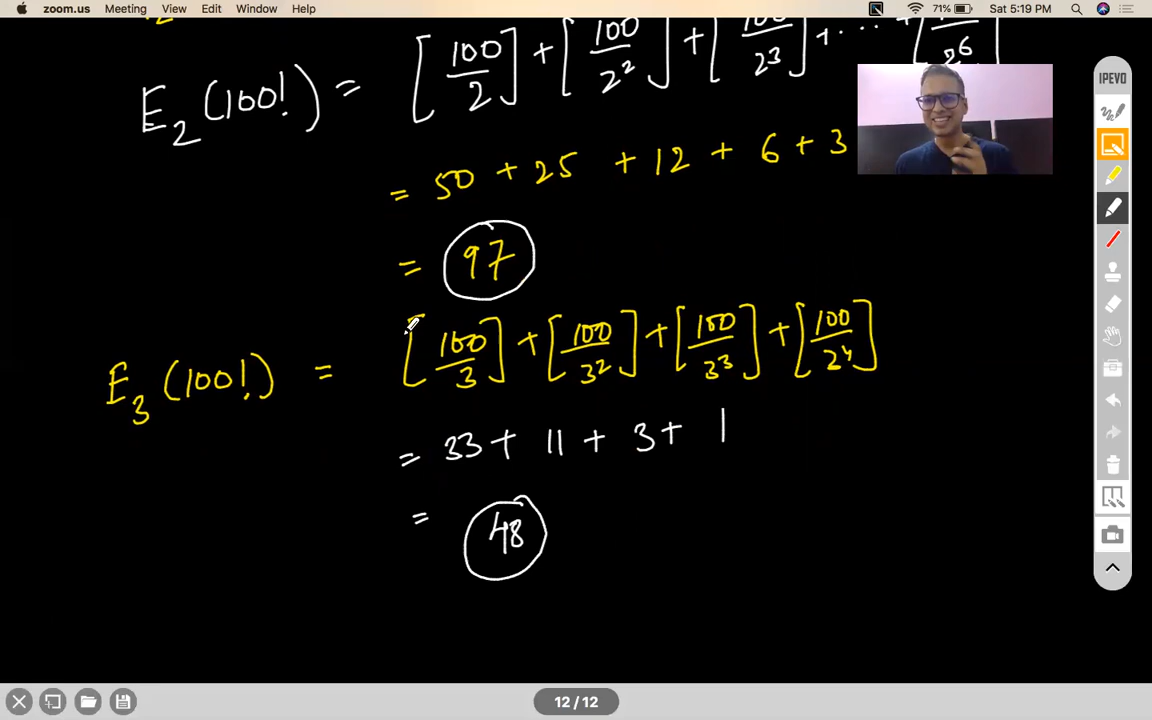 zoom.us Meeting View Edit Window Help 71% Sat 5:19 PM
E₂(100!) = [100/2] + [100/2²] + [100/2³] + ... + [ /2⁶]
= 50 + 25 + 12 + 6 + 3
= 97
E₃(100!) = [100/3] + [100/3²] + [100/3³] + [100/3⁴]
= 33 + 11 + 3 + 1
= 48
IPEVO
12 / 12